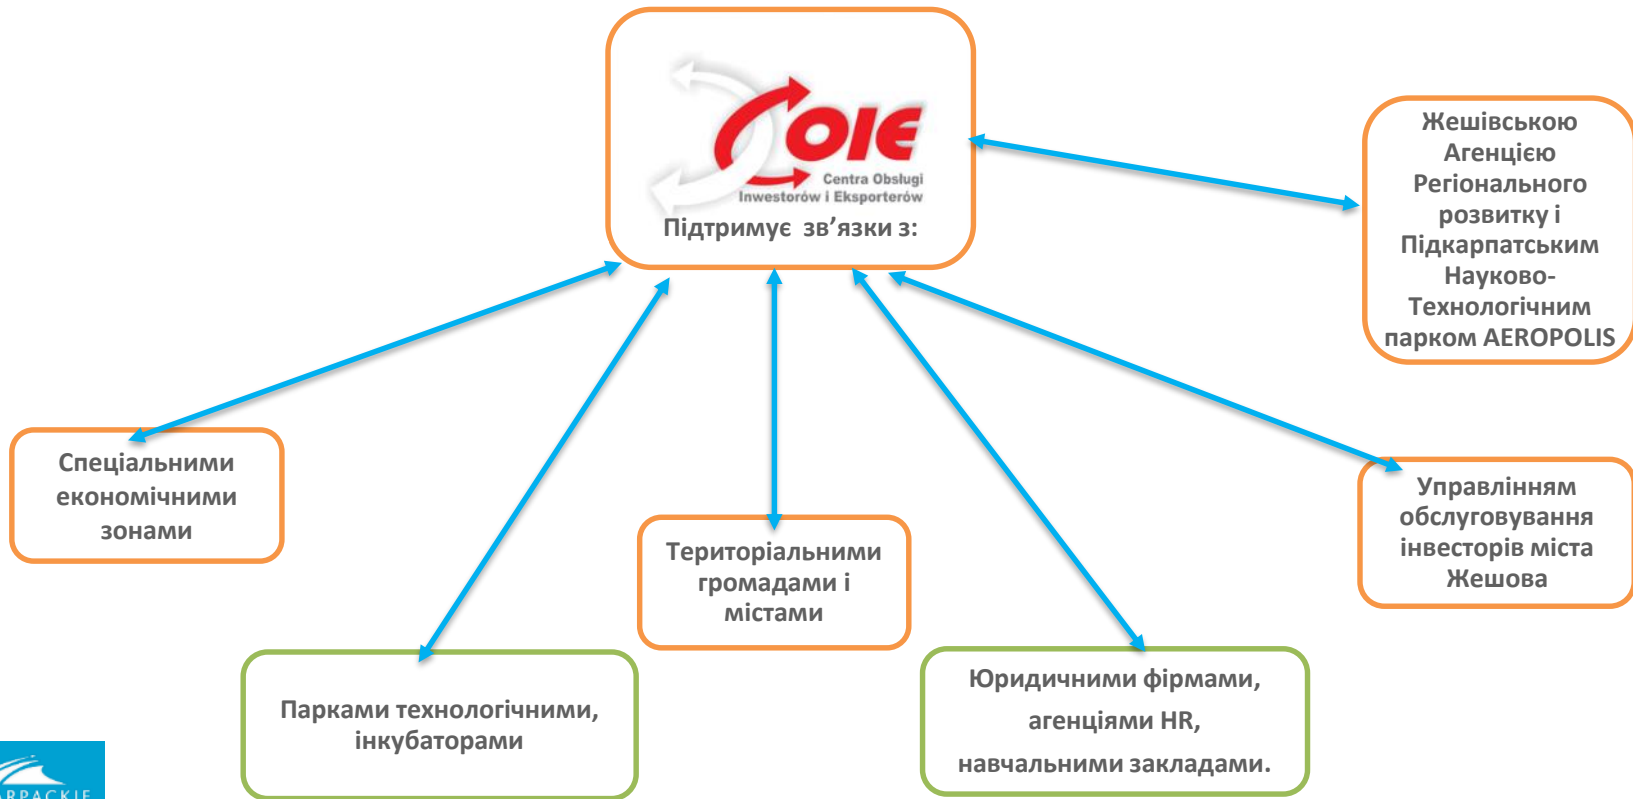 COIE
Centra Obsługi
Inwestorów i Eksporterów
Підтримує зв’язки з:
Жешівською
Агенцією
Регіонального
розвитку і
Підкарпатським
Науково-
Технологічним
парком AEROPOLIS
Спеціальними
економічними
зонами
Управлінням
обслуговування
інвесторів міста
Жешова
Територіальними
громадами і
містами
Парками технологічними,
інкубаторами
Юридичними фірмами,
агенціями HR,
навчальними закладами.